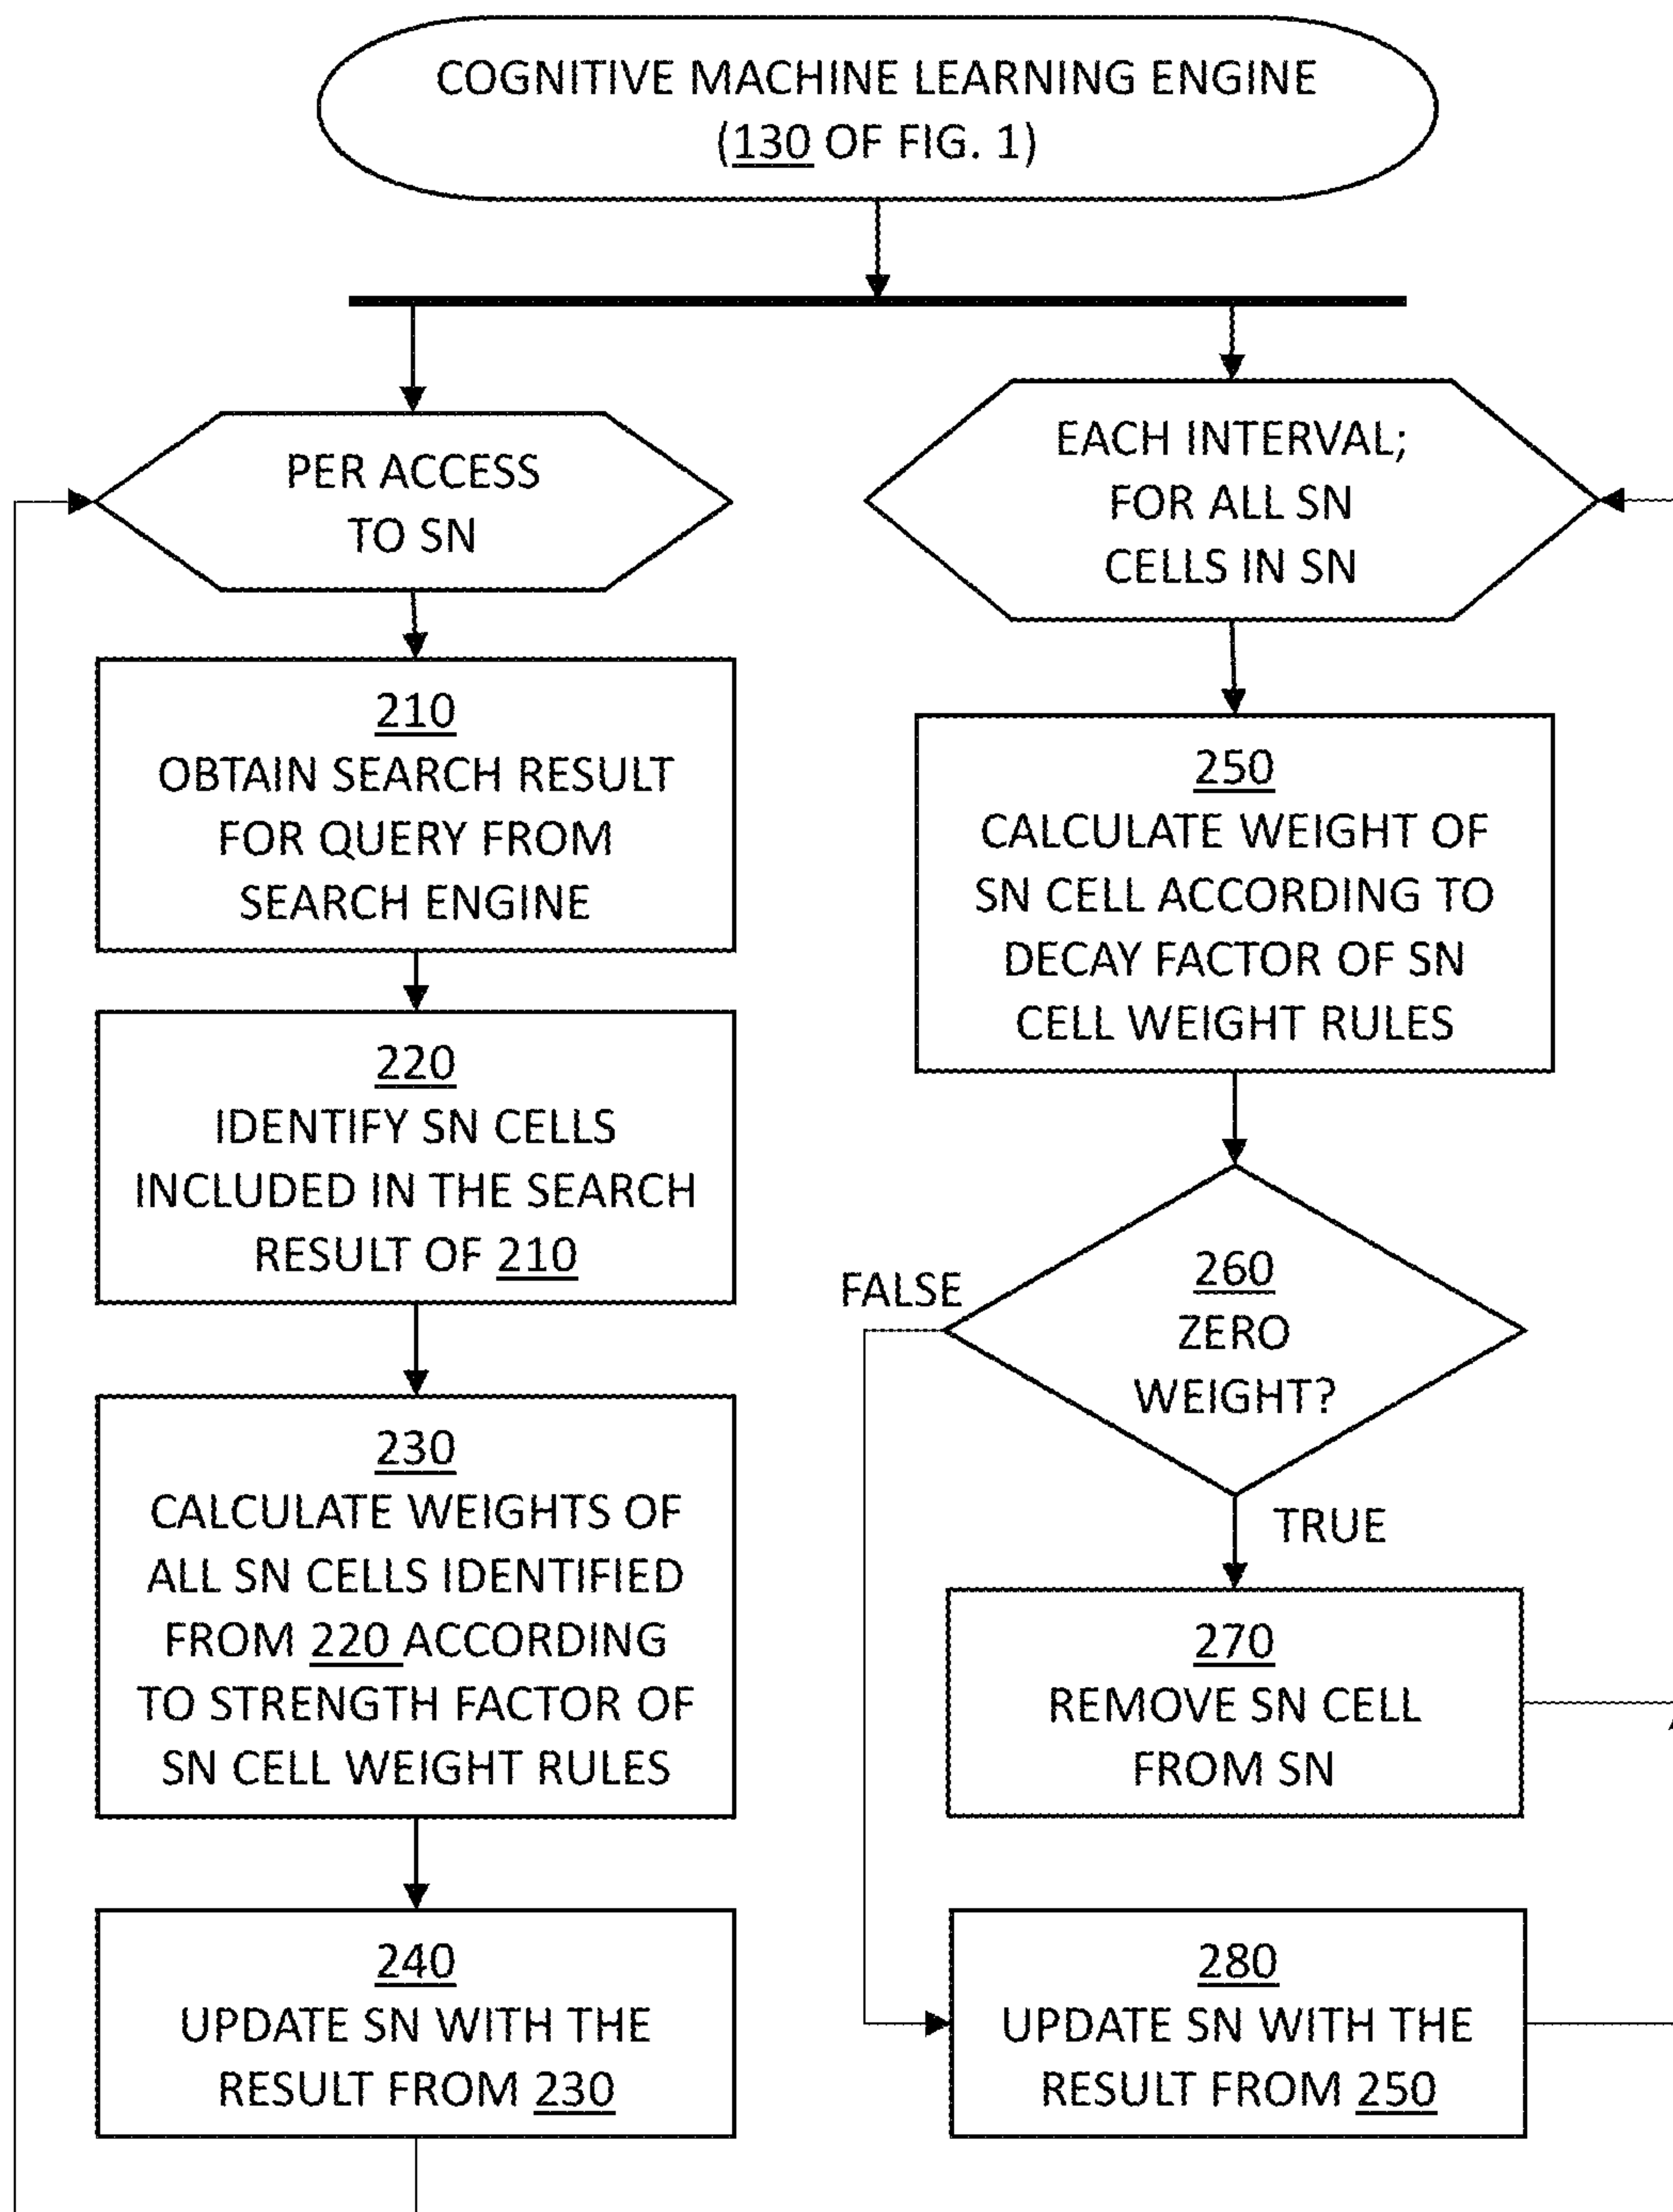 COGNITIVE MACHINE LEARNING ENGINE
(130 OF FIG. 1)
PER ACCESS
TO SN
210
OBTAIN SEARCH RESULT
FOR QUERY FROM
SEARCH ENGINE
220
IDENTIFY SN CELLS
INCLUDED IN THE SEARCH
RESULT OF 210
230
CALCULATE WEIGHTS OF
ALL SN CELLS IDENTIFIED
FROM 220 ACCORDING
TO STRENGTH FACTOR OF
SN CELL WEIGHT RULES
240
UPDATE SN WITH THE
RESULT FROM 230
EACH INTERVAL;
FOR ALL SN
CELLS IN SN
250
CALCULATE WEIGHT OF
SN CELL ACCORDING TO
DECAY FACTOR OF SN
CELL WEIGHT RULES
260
ZERO
WEIGHT?
FALSE
TRUE
270
REMOVE SN CELL
FROM SN
280
UPDATE SN WITH THE
RESULT FROM 250